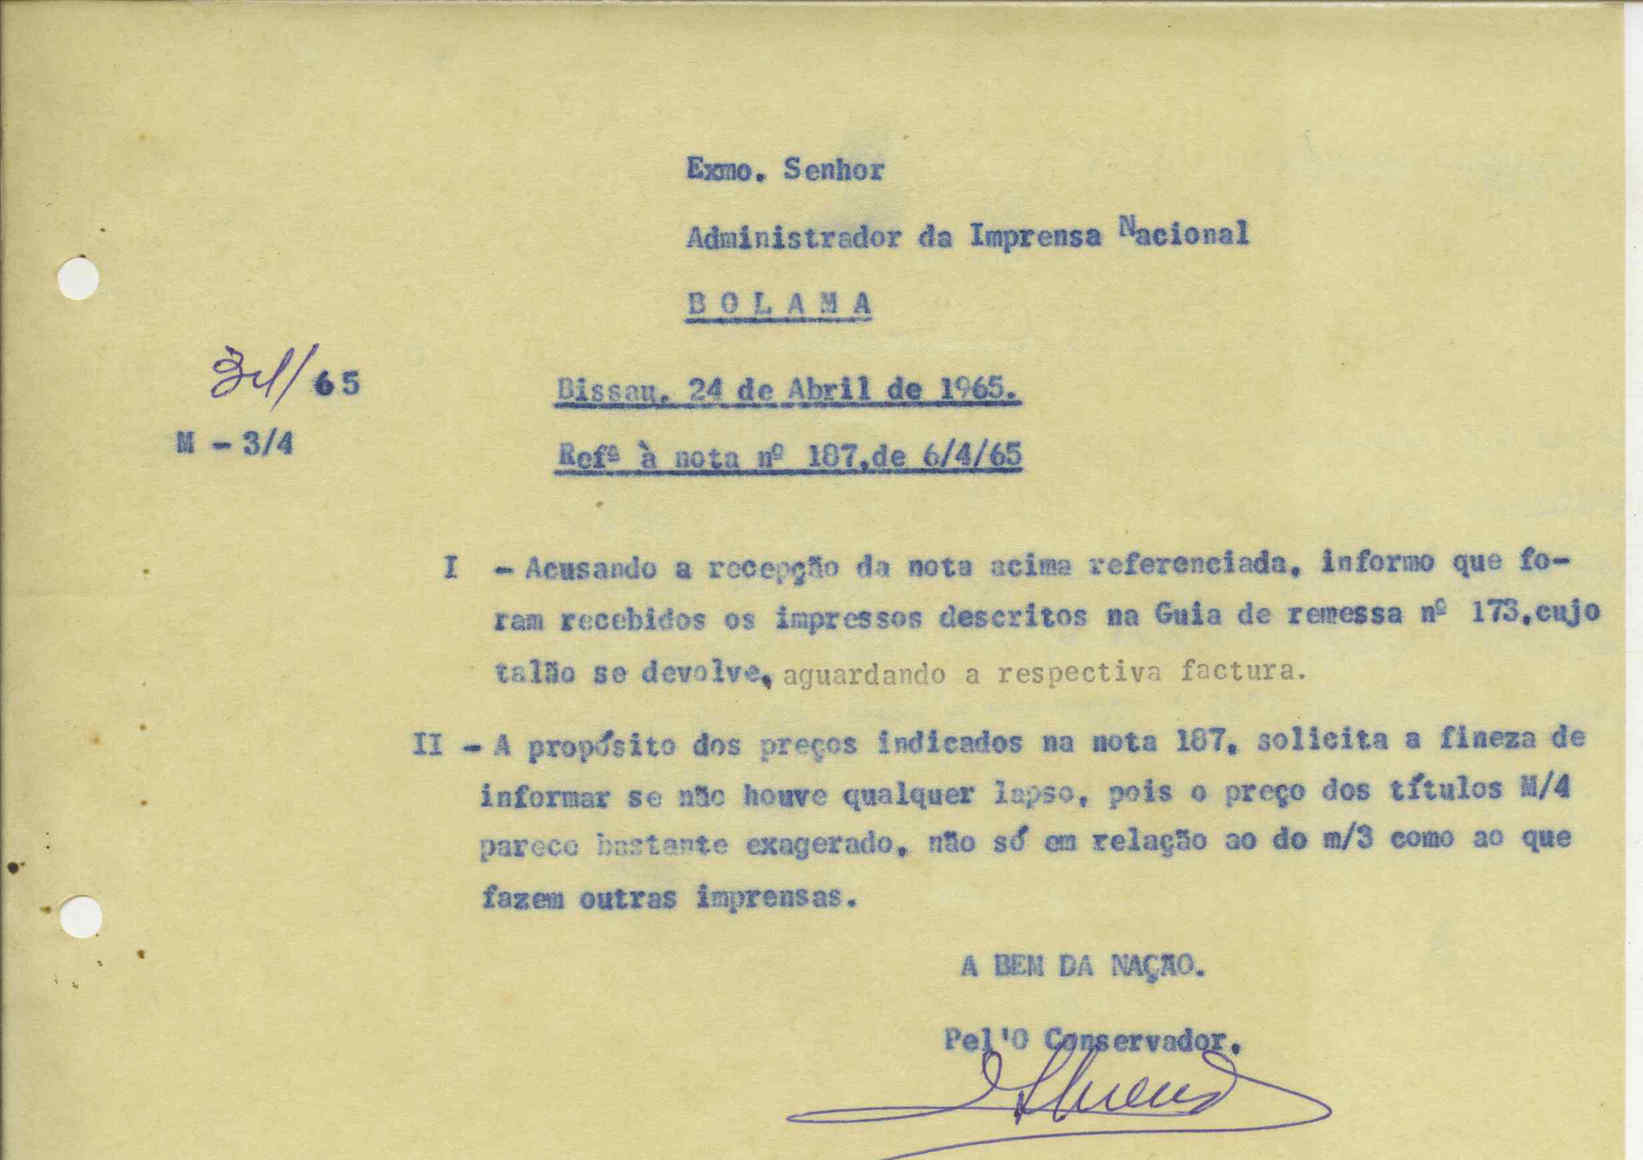 Exmo. Senhor
Administrador da Imprensa Nacional
B O L A M A
/65
Bissau, 24 de Abril de 1965.
M - 3/4
Refª à nota nº 187,de 6/4/65
I - Acusando a recepção da nota acima referenciada, informo que fo-
ram recebidos os impressos descritos na Guia de remessa nº 173,cujo
talão se devolve, aguardando a respectiva factura.
II - A propósito dos preços indicados na nota 187, solicita a fineza de
informar se não houve qualquer lapso, pois o preço dos títulos M/4
parece bastante exagerado, não só em relação ao do m/3 como ao que
fazem outras imprensas.
A BEM DA NAÇÃO.
Pel'O Conservador,